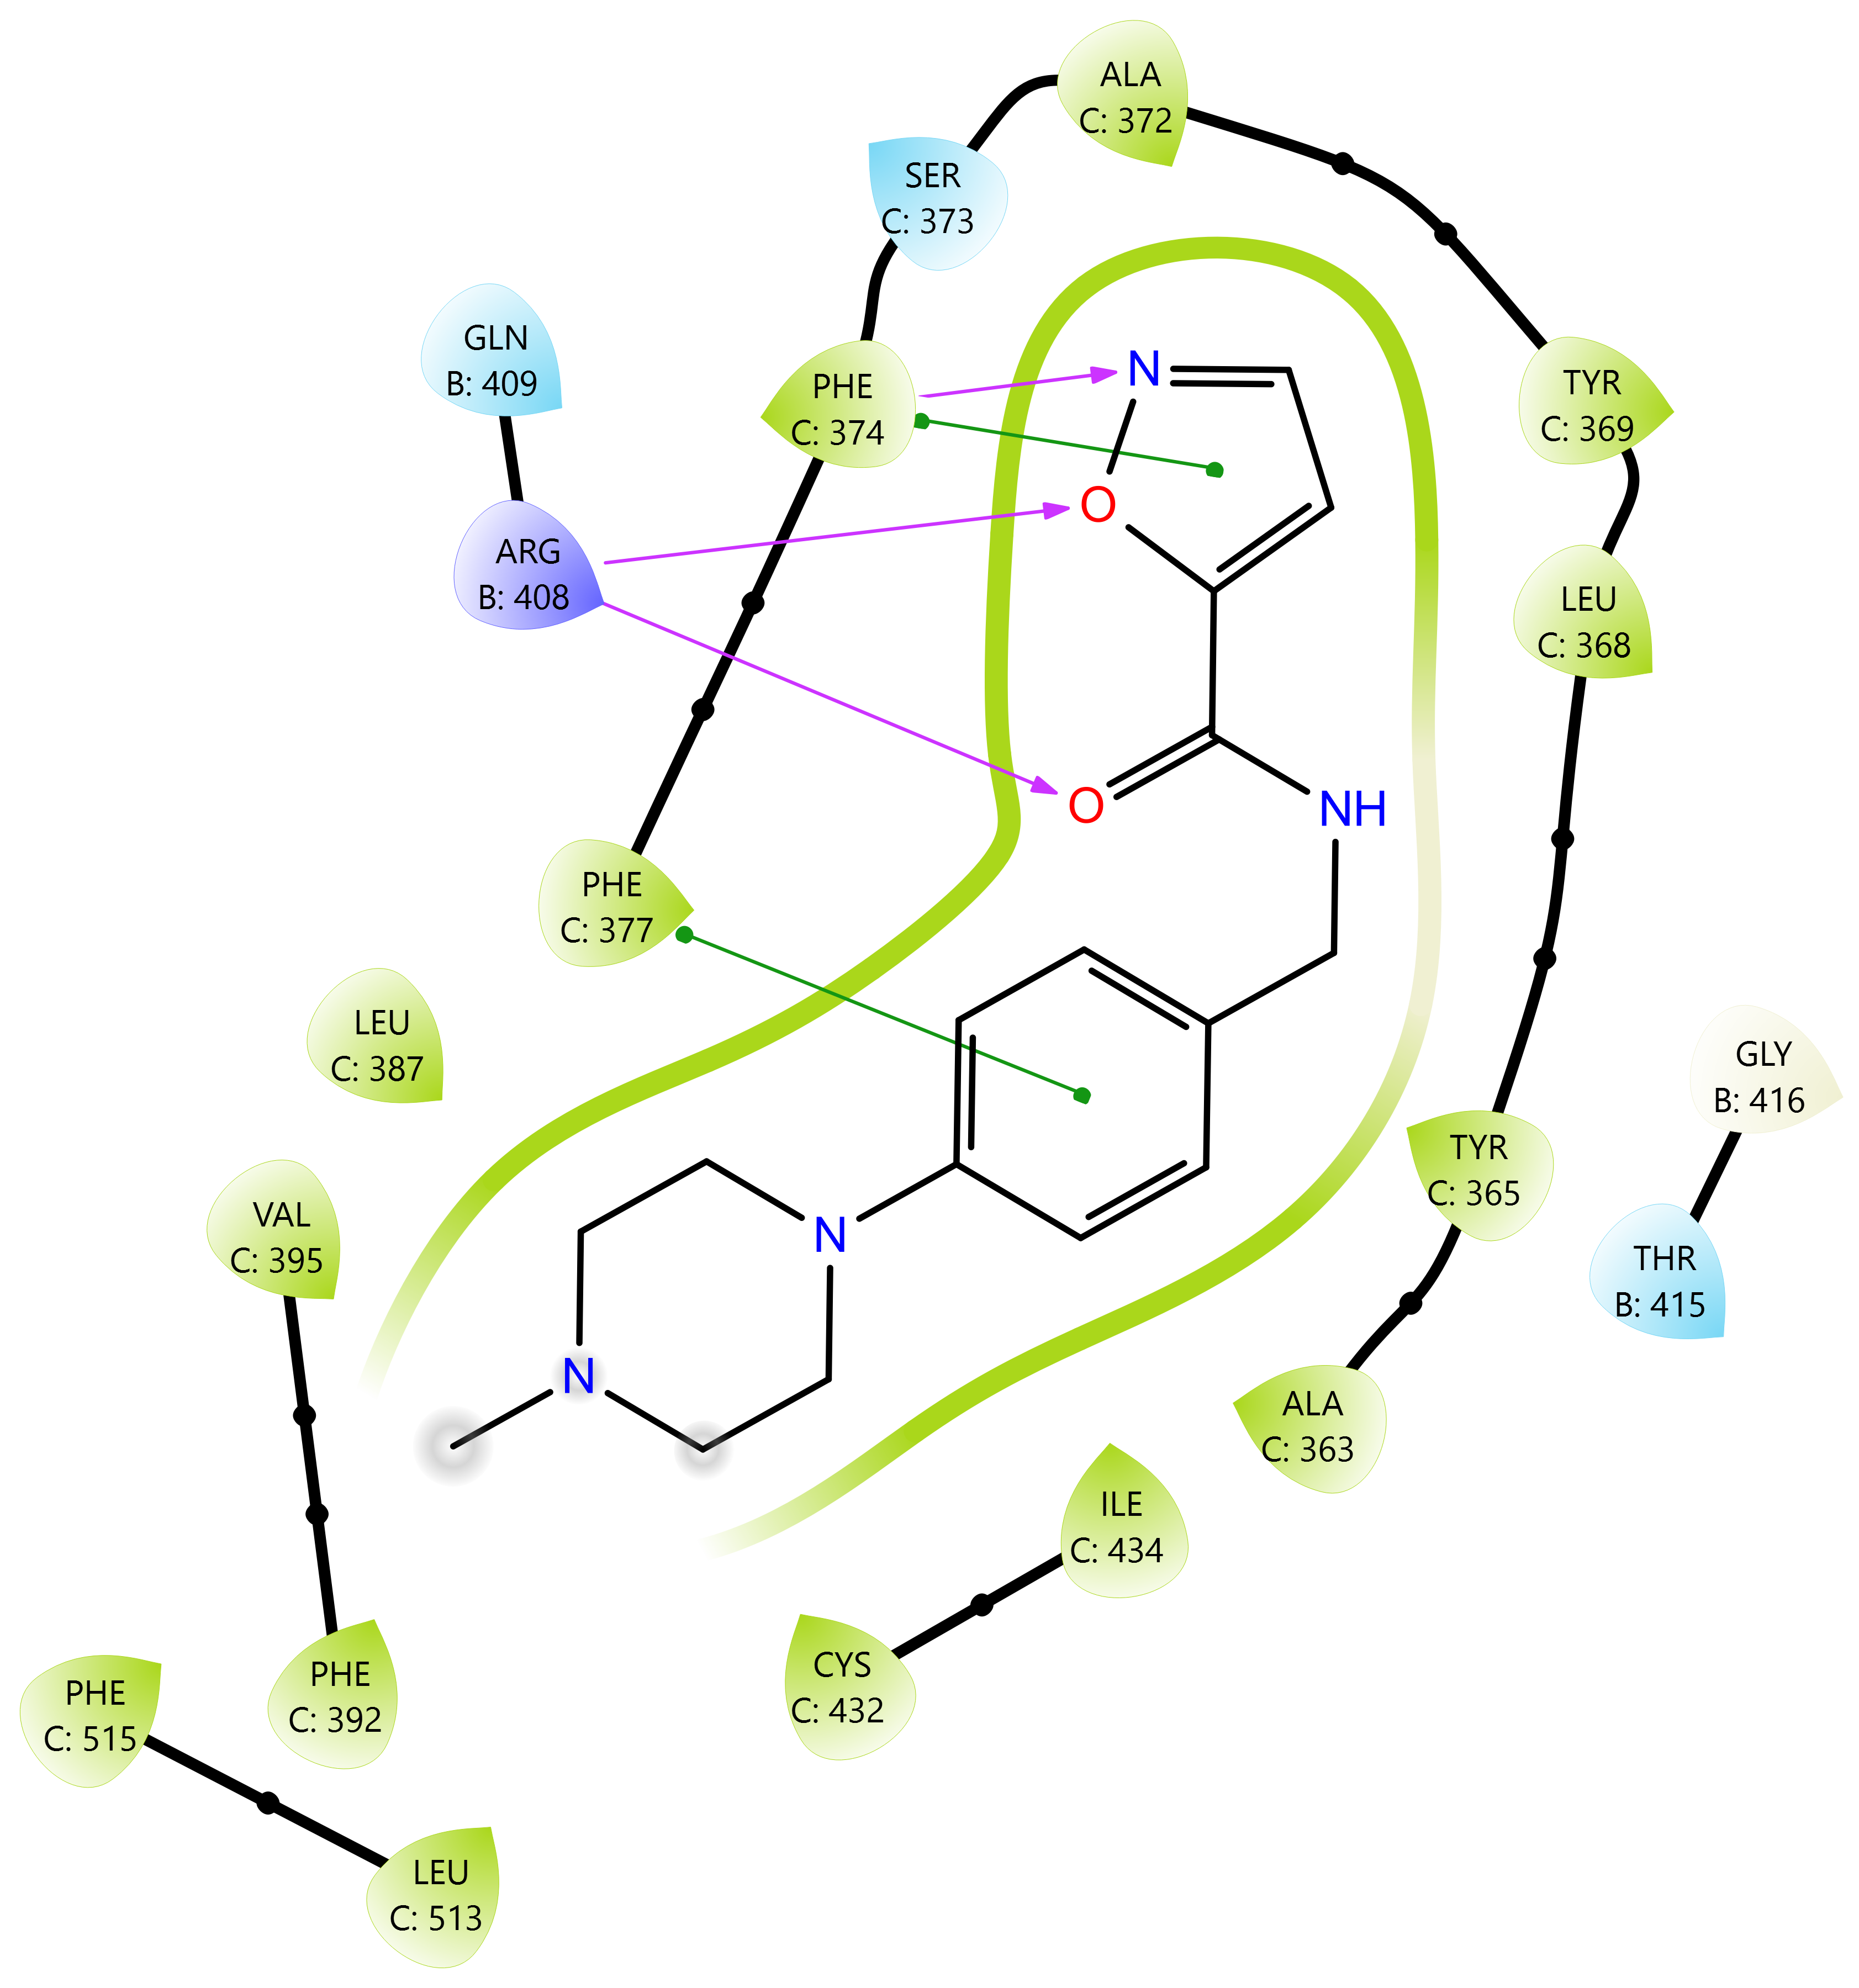 ALA
C: 372
SER
C: 373
GLN
B: 409
PHE
C: 374
N
TYR
C: 369
O
ARG
B: 408
LEU
C: 368
O
NH
PHE
C: 377
LEU
C: 387
GLY
B: 416
TYR
C: 365
VAL
C: 395
N
THR
B: 415
N
ALA
C: 363
ILE
C: 434
CYS
C: 432
PHE
C: 392
PHE
C: 515
LEU
C: 513